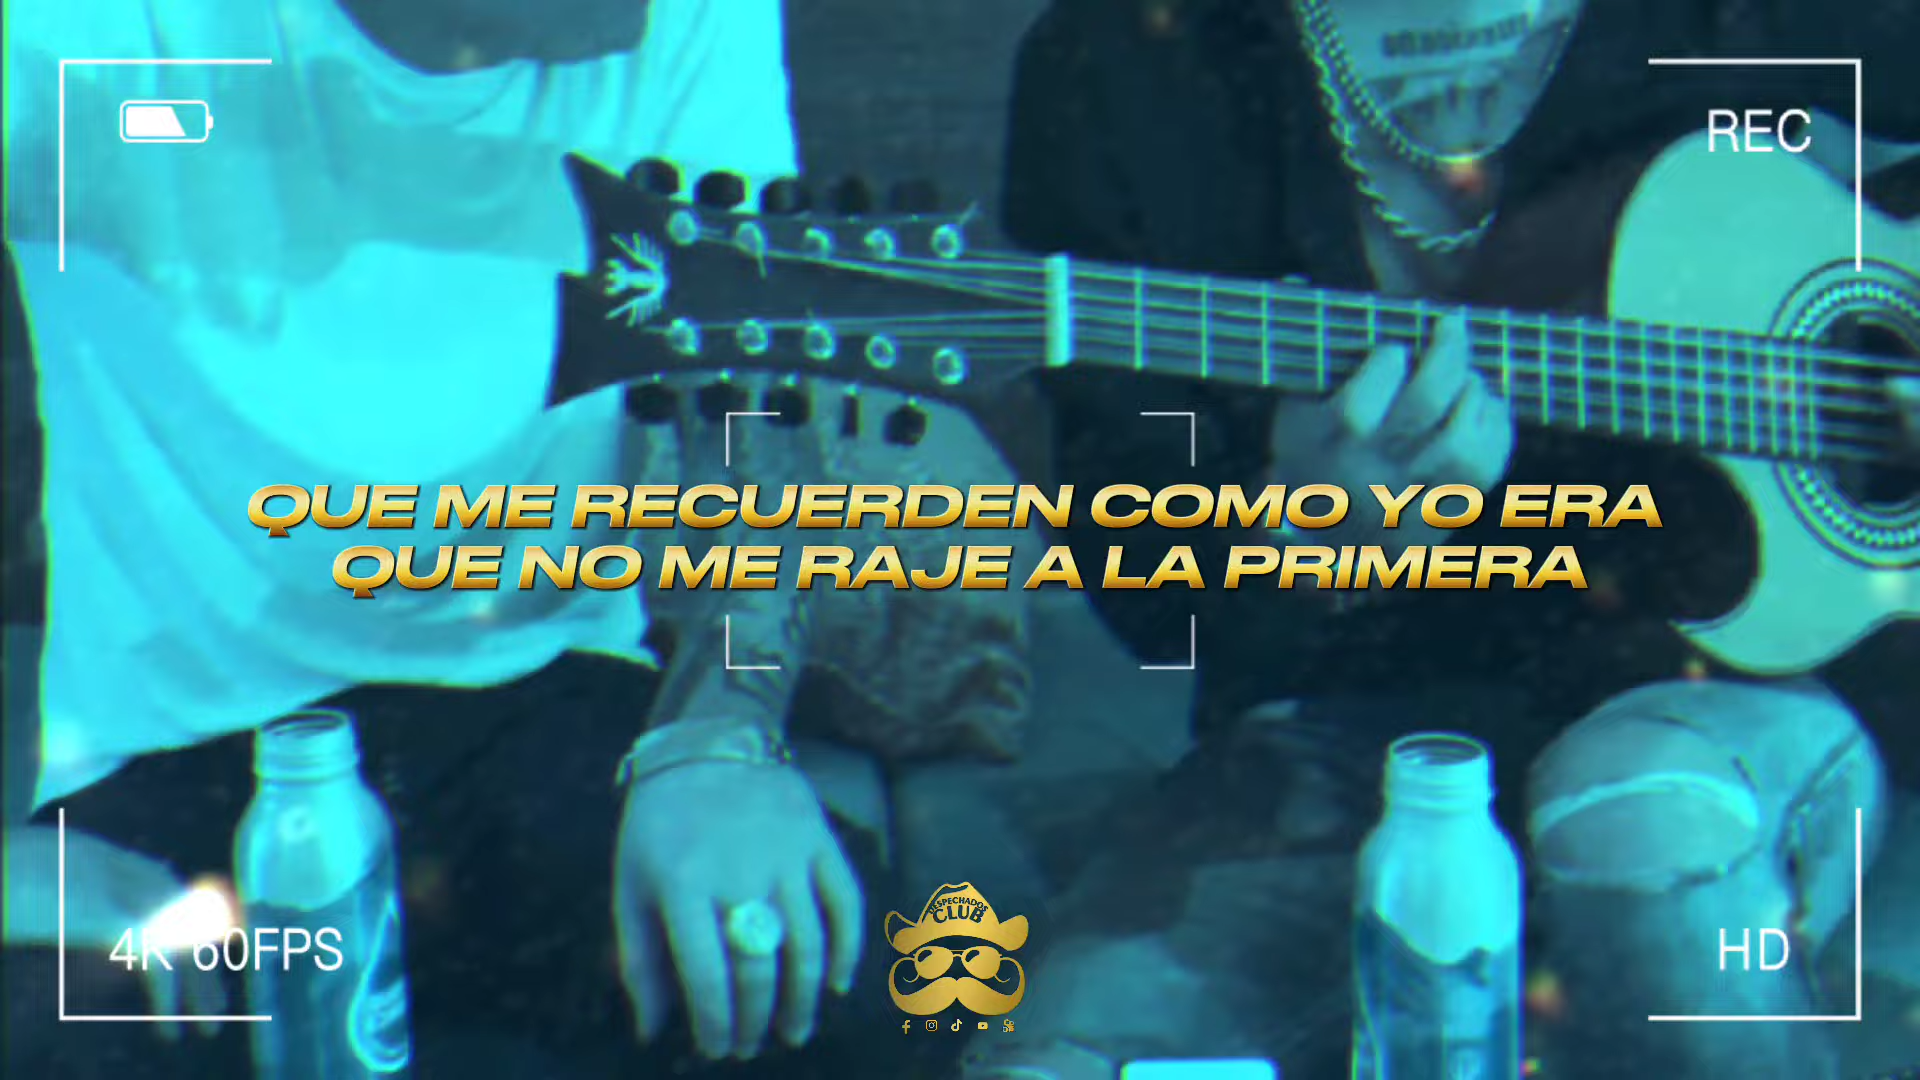 REC
QUE ME RECUERDEN COMO YO ERA
QUE NO ME RAJE A LA PRIMERA
4K 60FPS
HD
DESPECHADOS
CLUB